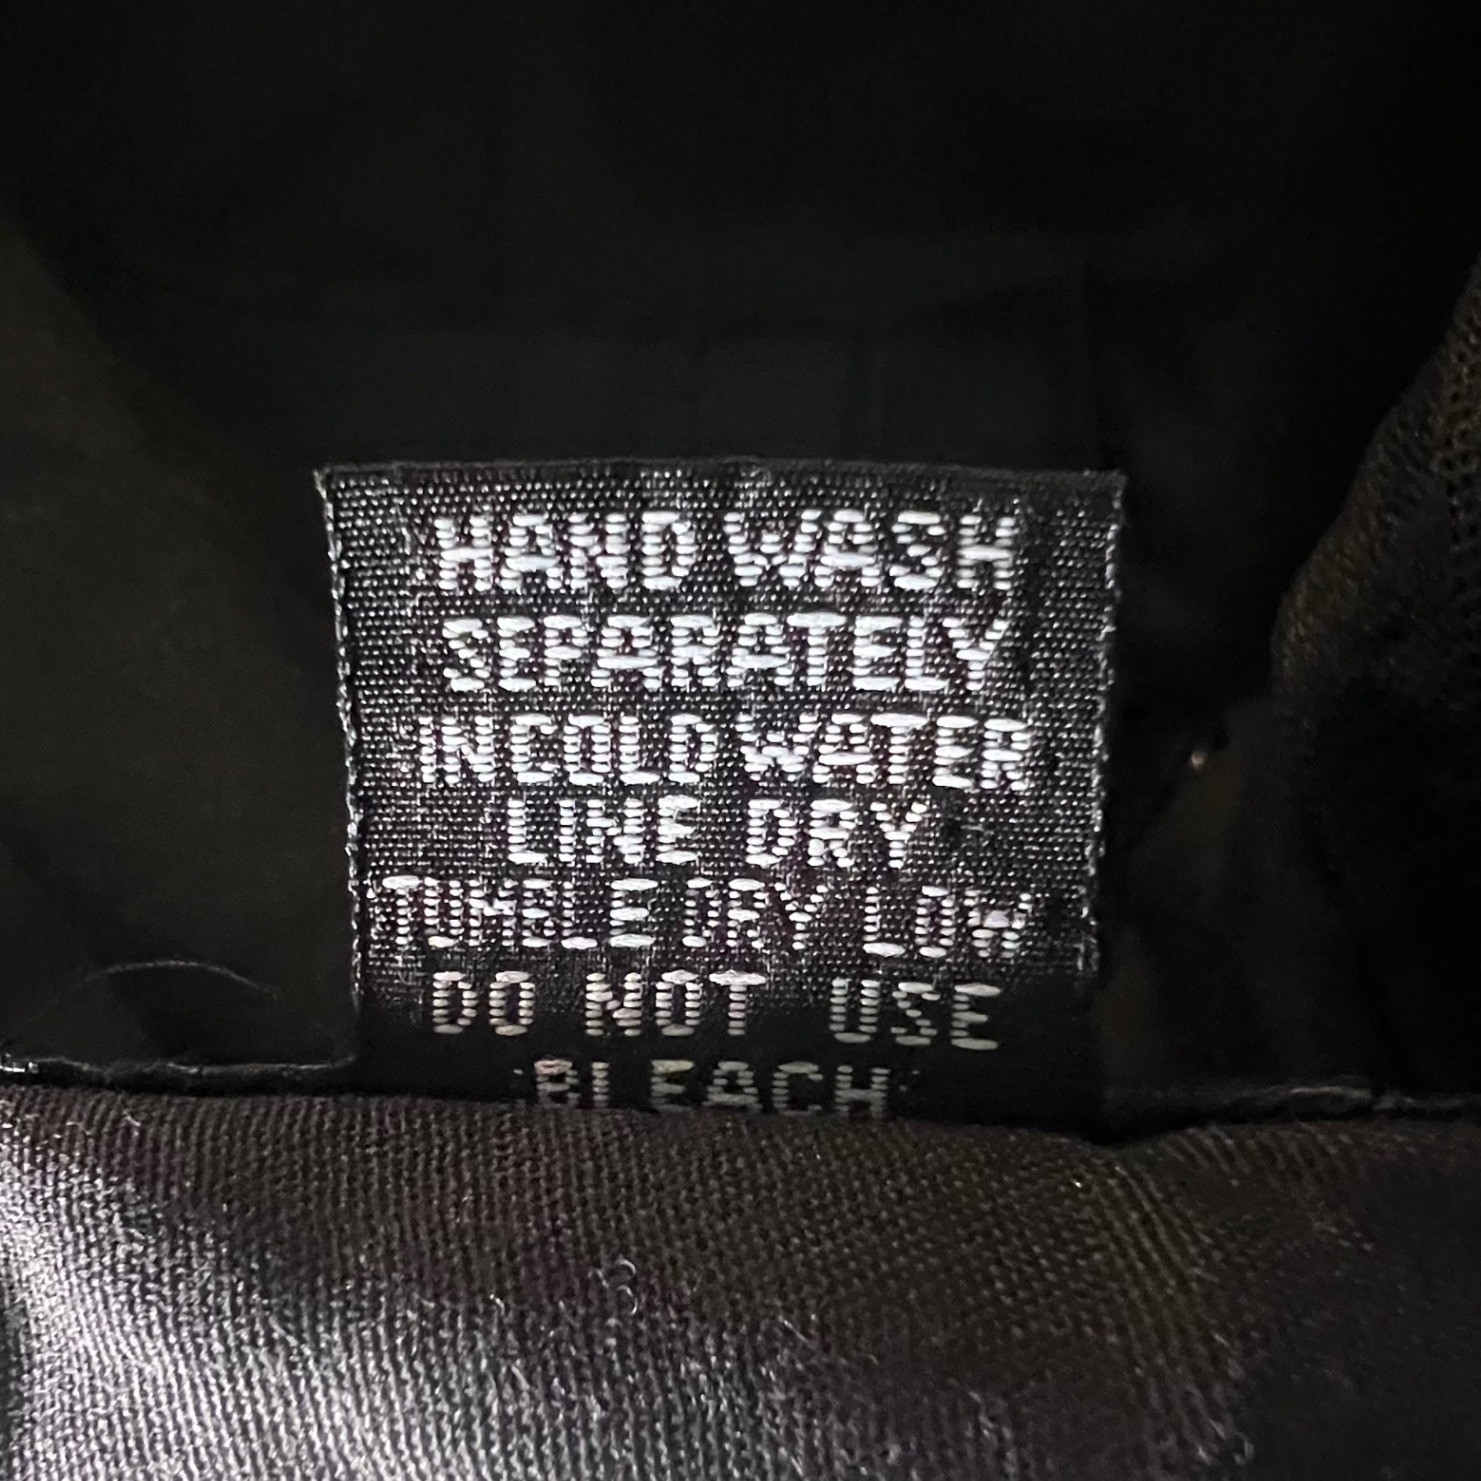 HAND WASH
SEPARATELY
IN COLD WATER
LINE DRY
TUMBLE DRY LOW
DO NOT USE
BLEACH